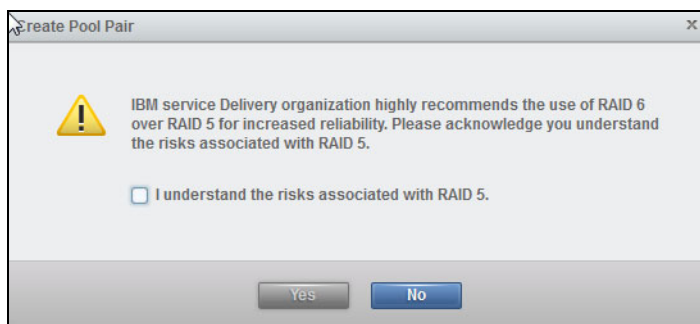 Create Pool Pair
x
IBM service Delivery organization highly recommends the use of RAID 6
over RAID 5 for increased reliability. Please acknowledge you understand
the risks associated with RAID 5.
I understand the risks associated with RAID 5.
Yes
No